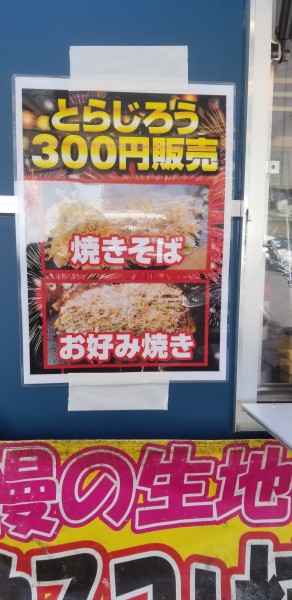 とらじろう
300円販売
焼きそば
お好み焼き
慢の生地